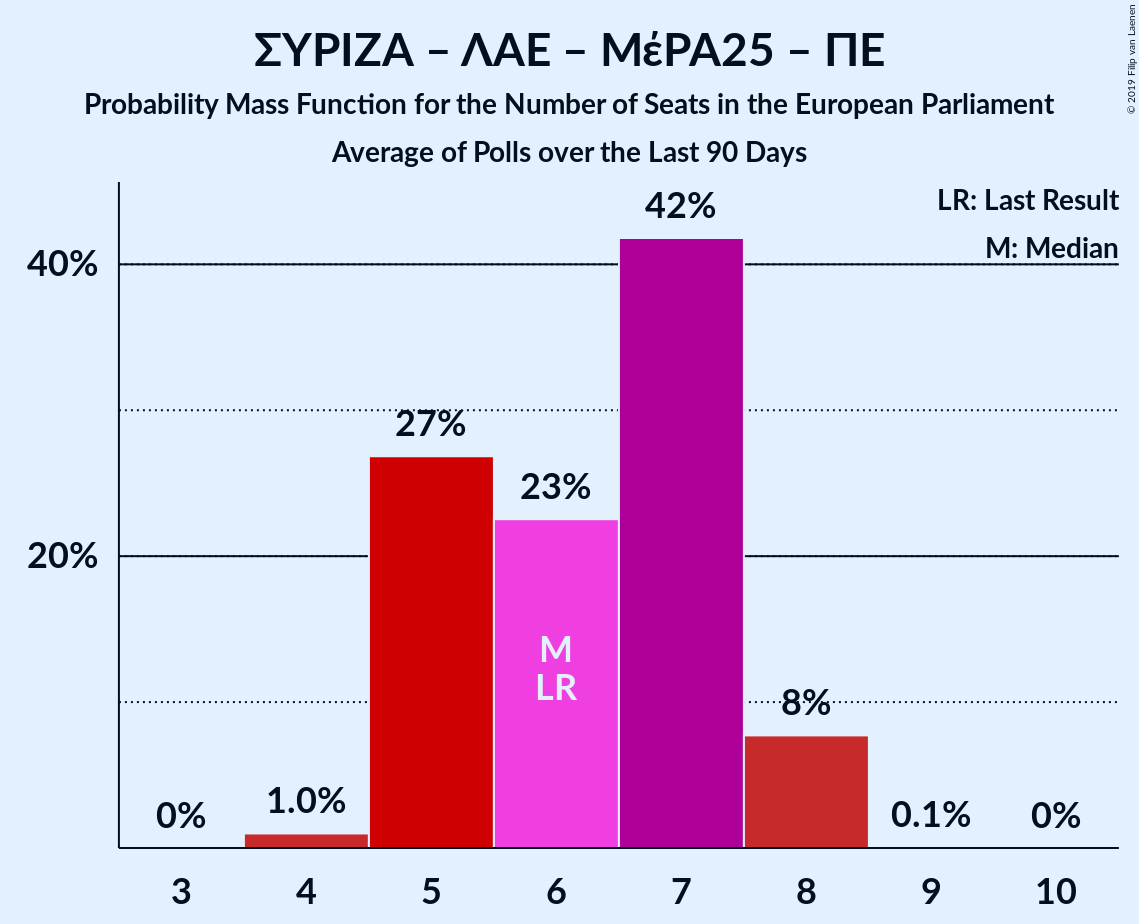 ΣΥΡΙΖΑ – ΛΑΕ – ΜέΡΑ25 – ΠΕ
Probability Mass Function for the Number of Seats in the European Parliament
Average of Polls over the Last 90 Days
© 2019 Filip van Laenen
LR: Last Result
M: Median
40%
20%
0%
1.0%
27%
23%
42%
8%
0.1%
0%
M
LR
3 4 5 6 7 8 9 10